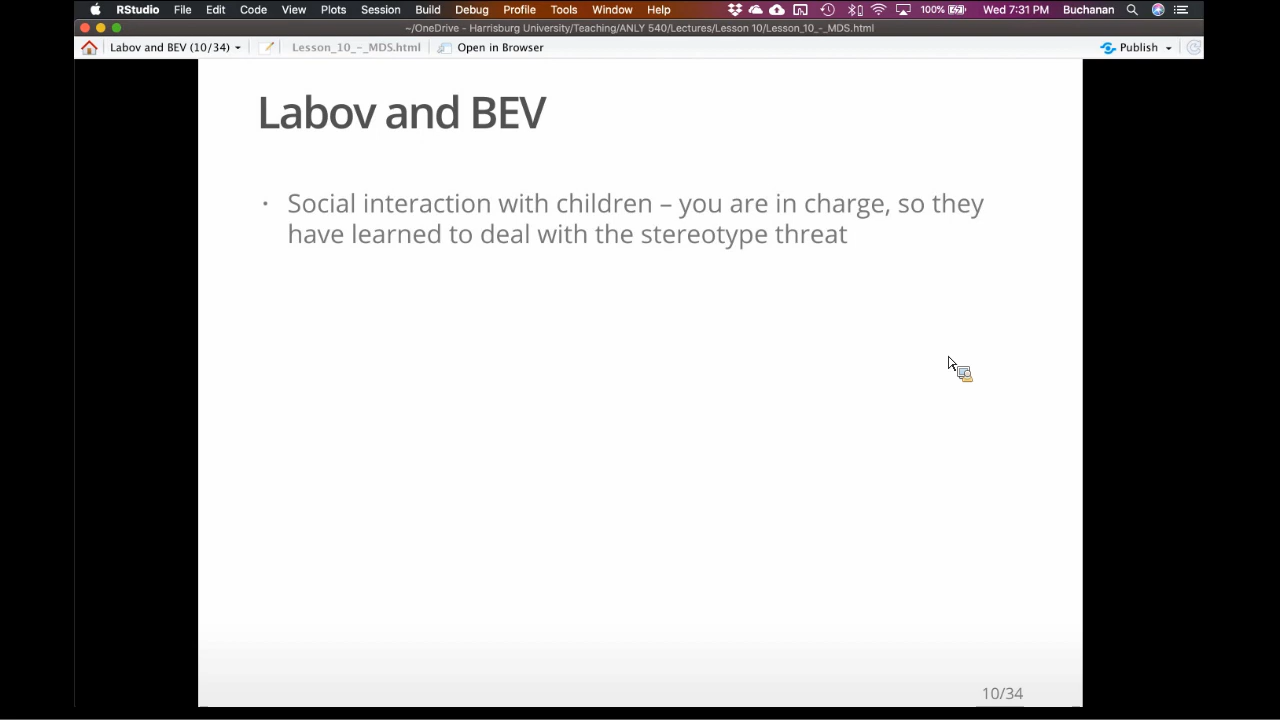 RStudio File Edit Code View Plots Session Build Debug Profile Tools Window Help 100% Wed 7:31 PM Buchanan
~/OneDrive - Harrisburg University/Teaching/ANLY 540/Lectures/Lesson 10/Lesson_10_-_MDS.html
Labov and BEV (10/34) Lesson_10_-_MDS.html Open in Browser Publish
Labov and BEV
• Social interaction with children – you are in charge, so they
have learned to deal with the stereotype threat
10/34